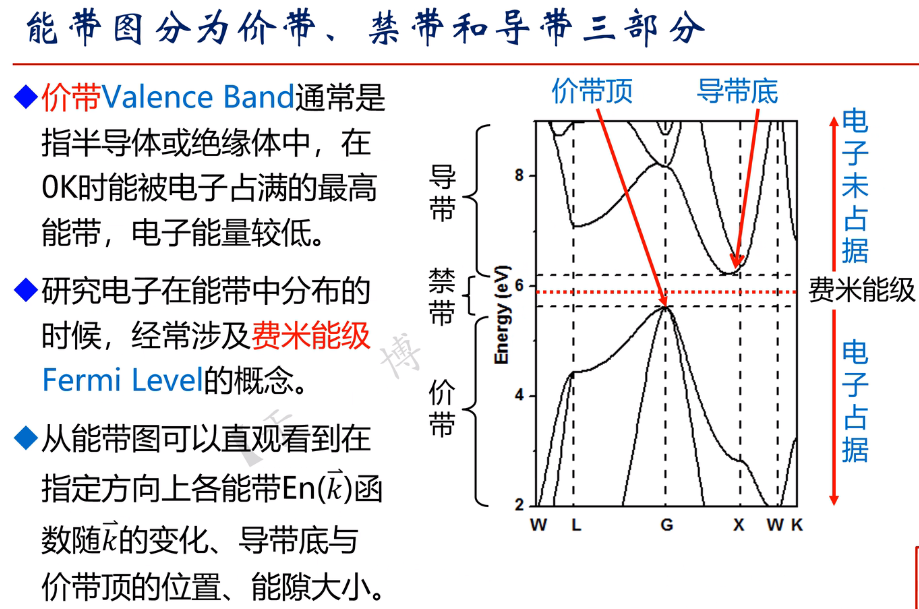 能带图分为价带、禁带和导带三部分
◆价带Valence Band通常是
指半导体或绝缘体中，在
0K时能被电子占满的最高
能带，电子能量较低。
◆研究电子在能带中分布的
时候，经常涉及费米能级
Fermi Level的概念。
◆从能带图可以直观看到在
指定方向上各能带En(k⃗)函
数随k⃗的变化、导带底与
价带顶的位置、能隙大小。
价带顶
导带底
导带
禁带
价带
Energy (eV)
8
6
4
2
W L G X W K
电子未占据
费米能级
电子占据
博